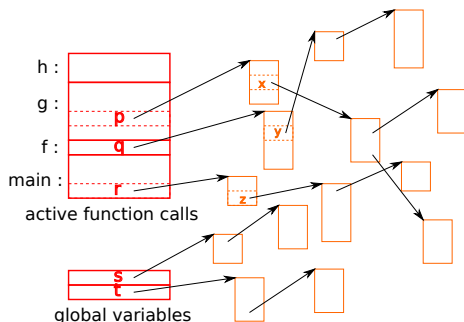 h :
g :
p
x
f :
q
y
main :
r
z
active function calls
s
t
global variables